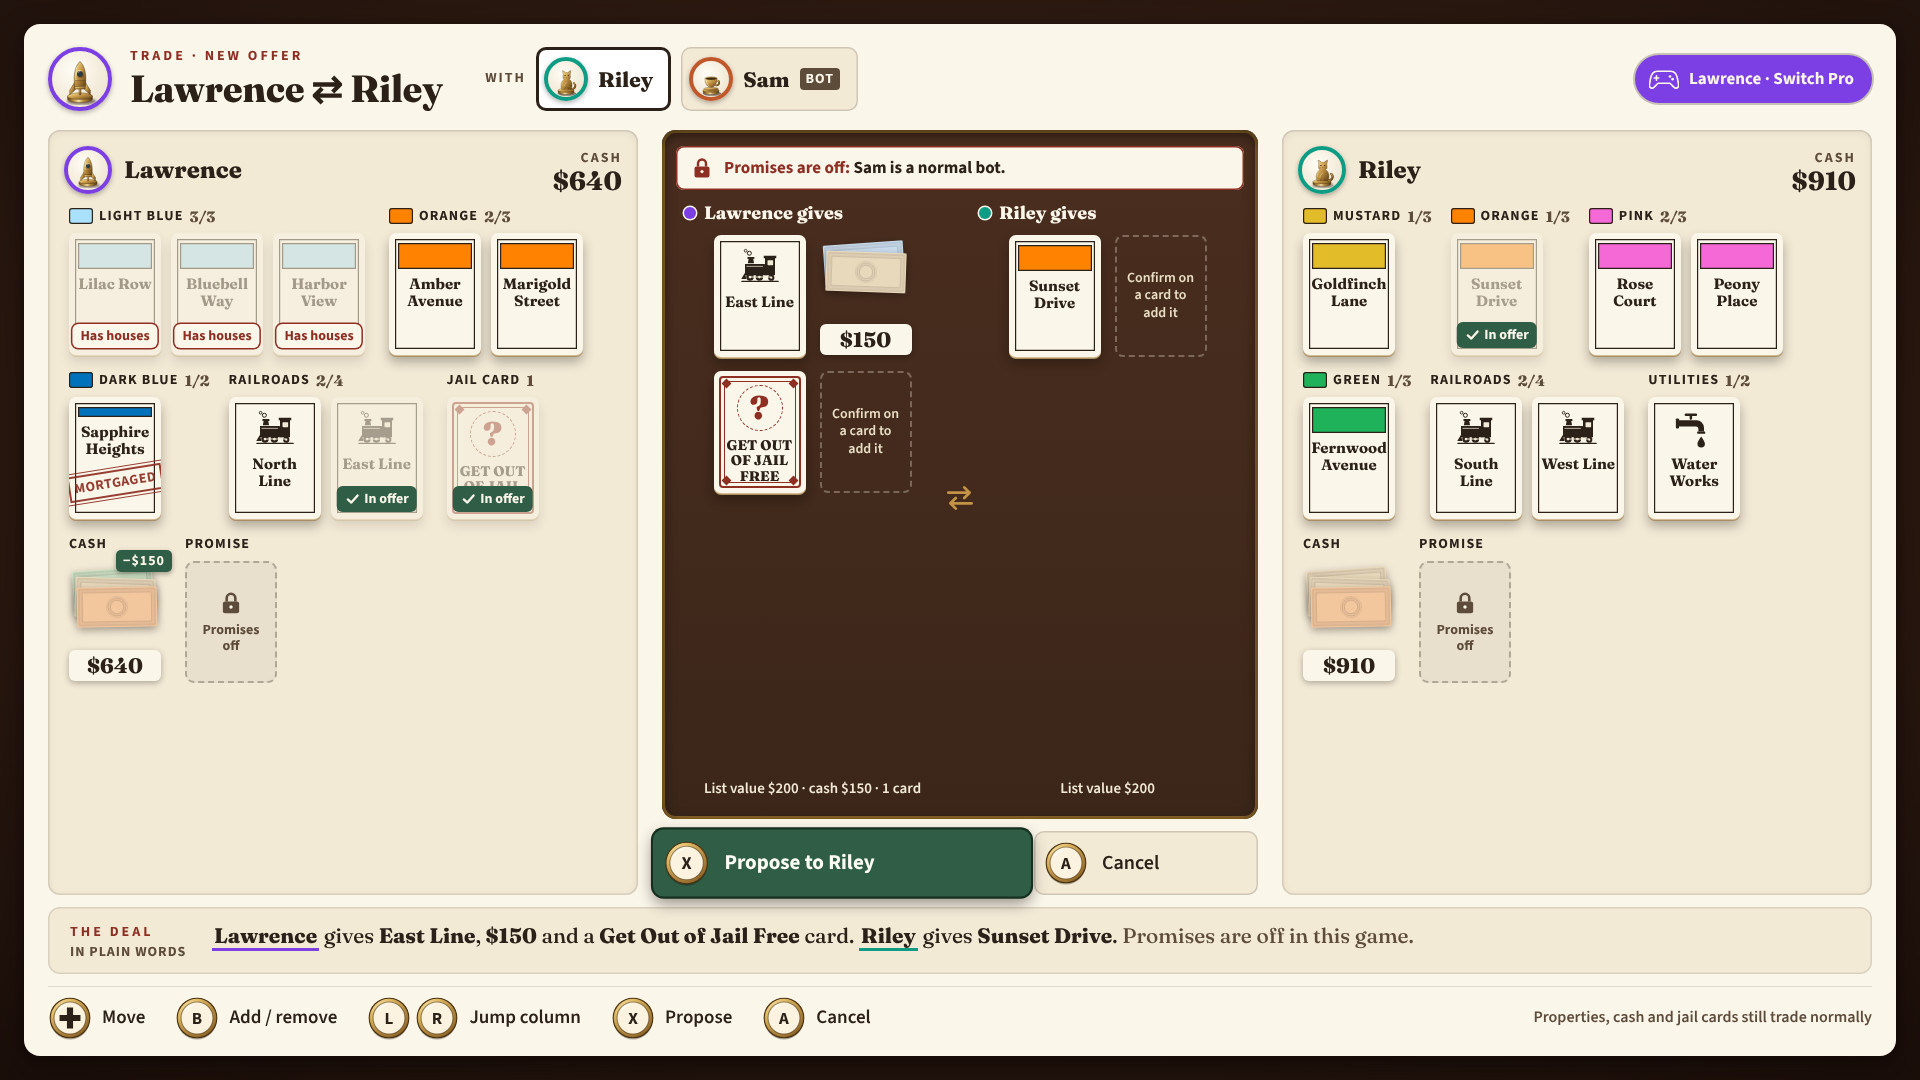 TRADE · NEW OFFER
Lawrence ⇄ Riley
WITH
Riley
Sam BOT
Lawrence · Switch Pro
Lawrence
CASH
$640
LIGHT BLUE 3/3
ORANGE 2/3
Lilac Row
Has houses
Bluebell
Way
Has houses
Harbor
View
Has houses
Amber
Avenue
Marigold
Street
DARK BLUE 1/2
RAILROADS 2/4
JAIL CARD 1
Sapphire
Heights
MORTGAGED
North
Line
East Line
In offer
?
GET OUT
OF JAIL
In offer
CASH
−$150
$640
PROMISE
Promises
off
Promises are off: Sam is a normal bot.
Lawrence gives
East Line
$150
?
GET OUT
OF JAIL
FREE
Confirm on
a card to
add it
Riley gives
Sunset
Drive
Confirm on
a card to
add it
⇄
List value $200 · cash $150 · 1 card
List value $200
X Propose to Riley
A Cancel
Riley
CASH
$910
MUSTARD 1/3
ORANGE 1/3
PINK 2/3
Goldfinch
Lane
Sunset
Drive
In offer
Rose
Court
Peony
Place
GREEN 1/3
RAILROADS 2/4
UTILITIES 1/2
Fernwood
Avenue
South
Line
West Line
Water
Works
CASH
$910
PROMISE
Promises
off
THE DEAL
IN PLAIN WORDS
Lawrence gives East Line, $150 and a Get Out of Jail Free card. Riley gives Sunset Drive. Promises are off in this game.
Move
B Add / remove
L R Jump column
X Propose
A Cancel
Properties, cash and jail cards still trade normally